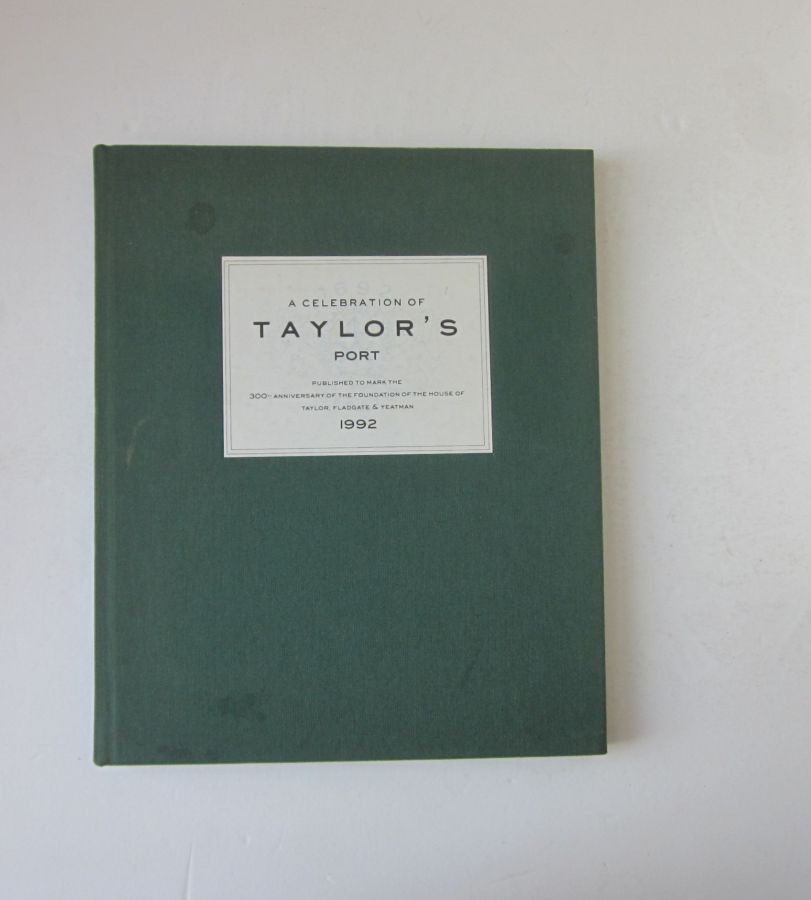 A CELEBRATION OF
TAYLOR'S
PORT
PUBLISHED TO MARK THE
300TH ANNIVERSARY OF THE FOUNDATION OF THE HOUSE OF
TAYLOR, FLADGATE & YEATMAN
1992